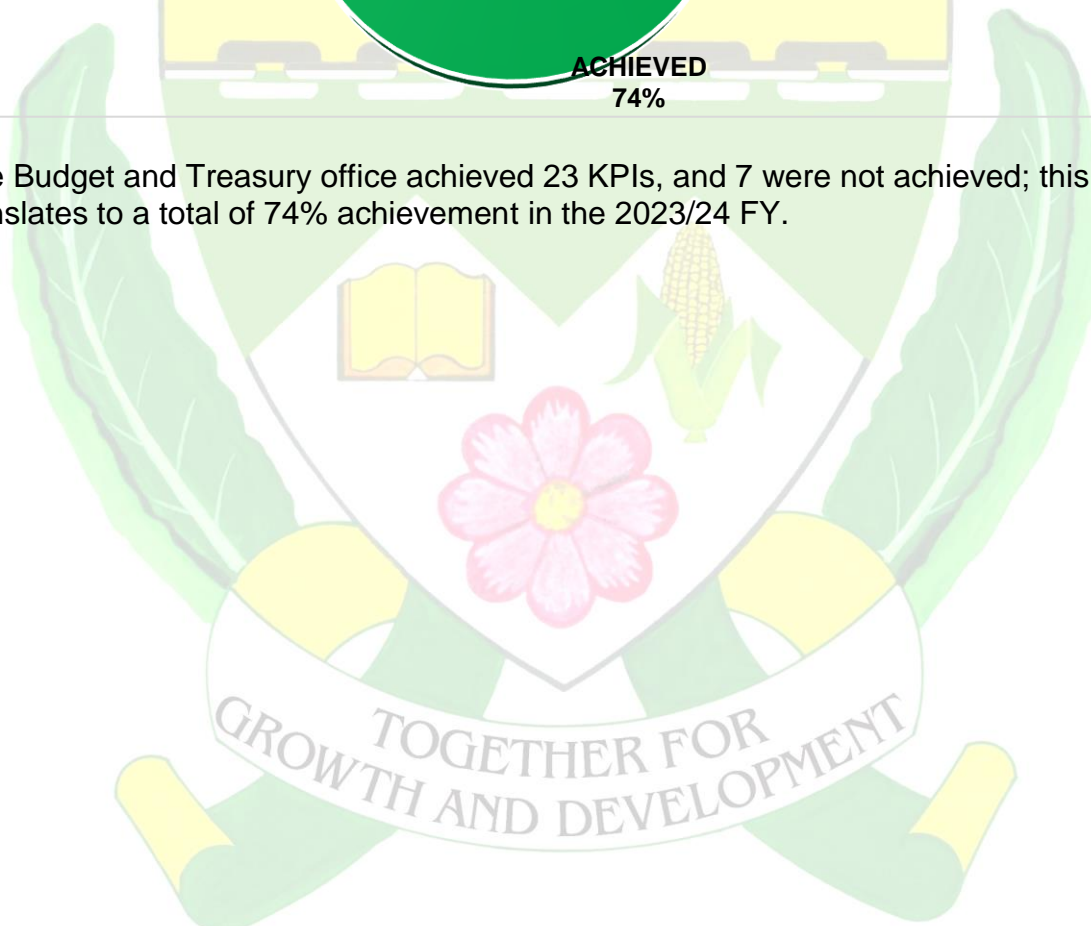 ACHIEVED
74%
e Budget and Treasury office achieved 23 KPIs, and 7 were not achieved; this
nslates to a total of 74% achievement in the 2023/24 FY.
TOGETHER FOR
GROWTH AND DEVELOPMENT